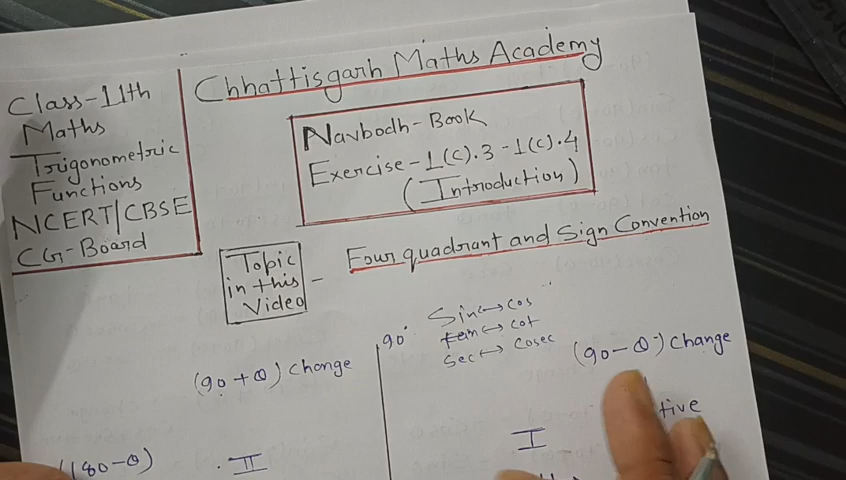 Chhattisgarh Maths Academy
Class-11th
Maths
Trigonometric
Functions
NCERT/CBSE
CG-Board
Navbodh-Book
Exercise-1(C).3-1(C).4
(Introduction)
Topic
in this
Video
- Four quadrant and Sign Convention
90°
Sin↔Cos
tan↔Cot
Sec↔Cosec
(90+θ) Change
(90-θ) Change
I
(180-θ)
II